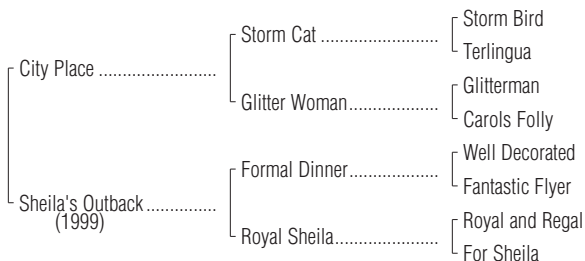 Storm Bird
Storm Cat
Terlingua
City Place
Glitterman
Glitter Woman
Carols Folly
Well Decorated
Formal Dinner
Fantastic Flyer
Sheila's Outback
(1999)
Royal and Regal
Royal Sheila
For Sheila